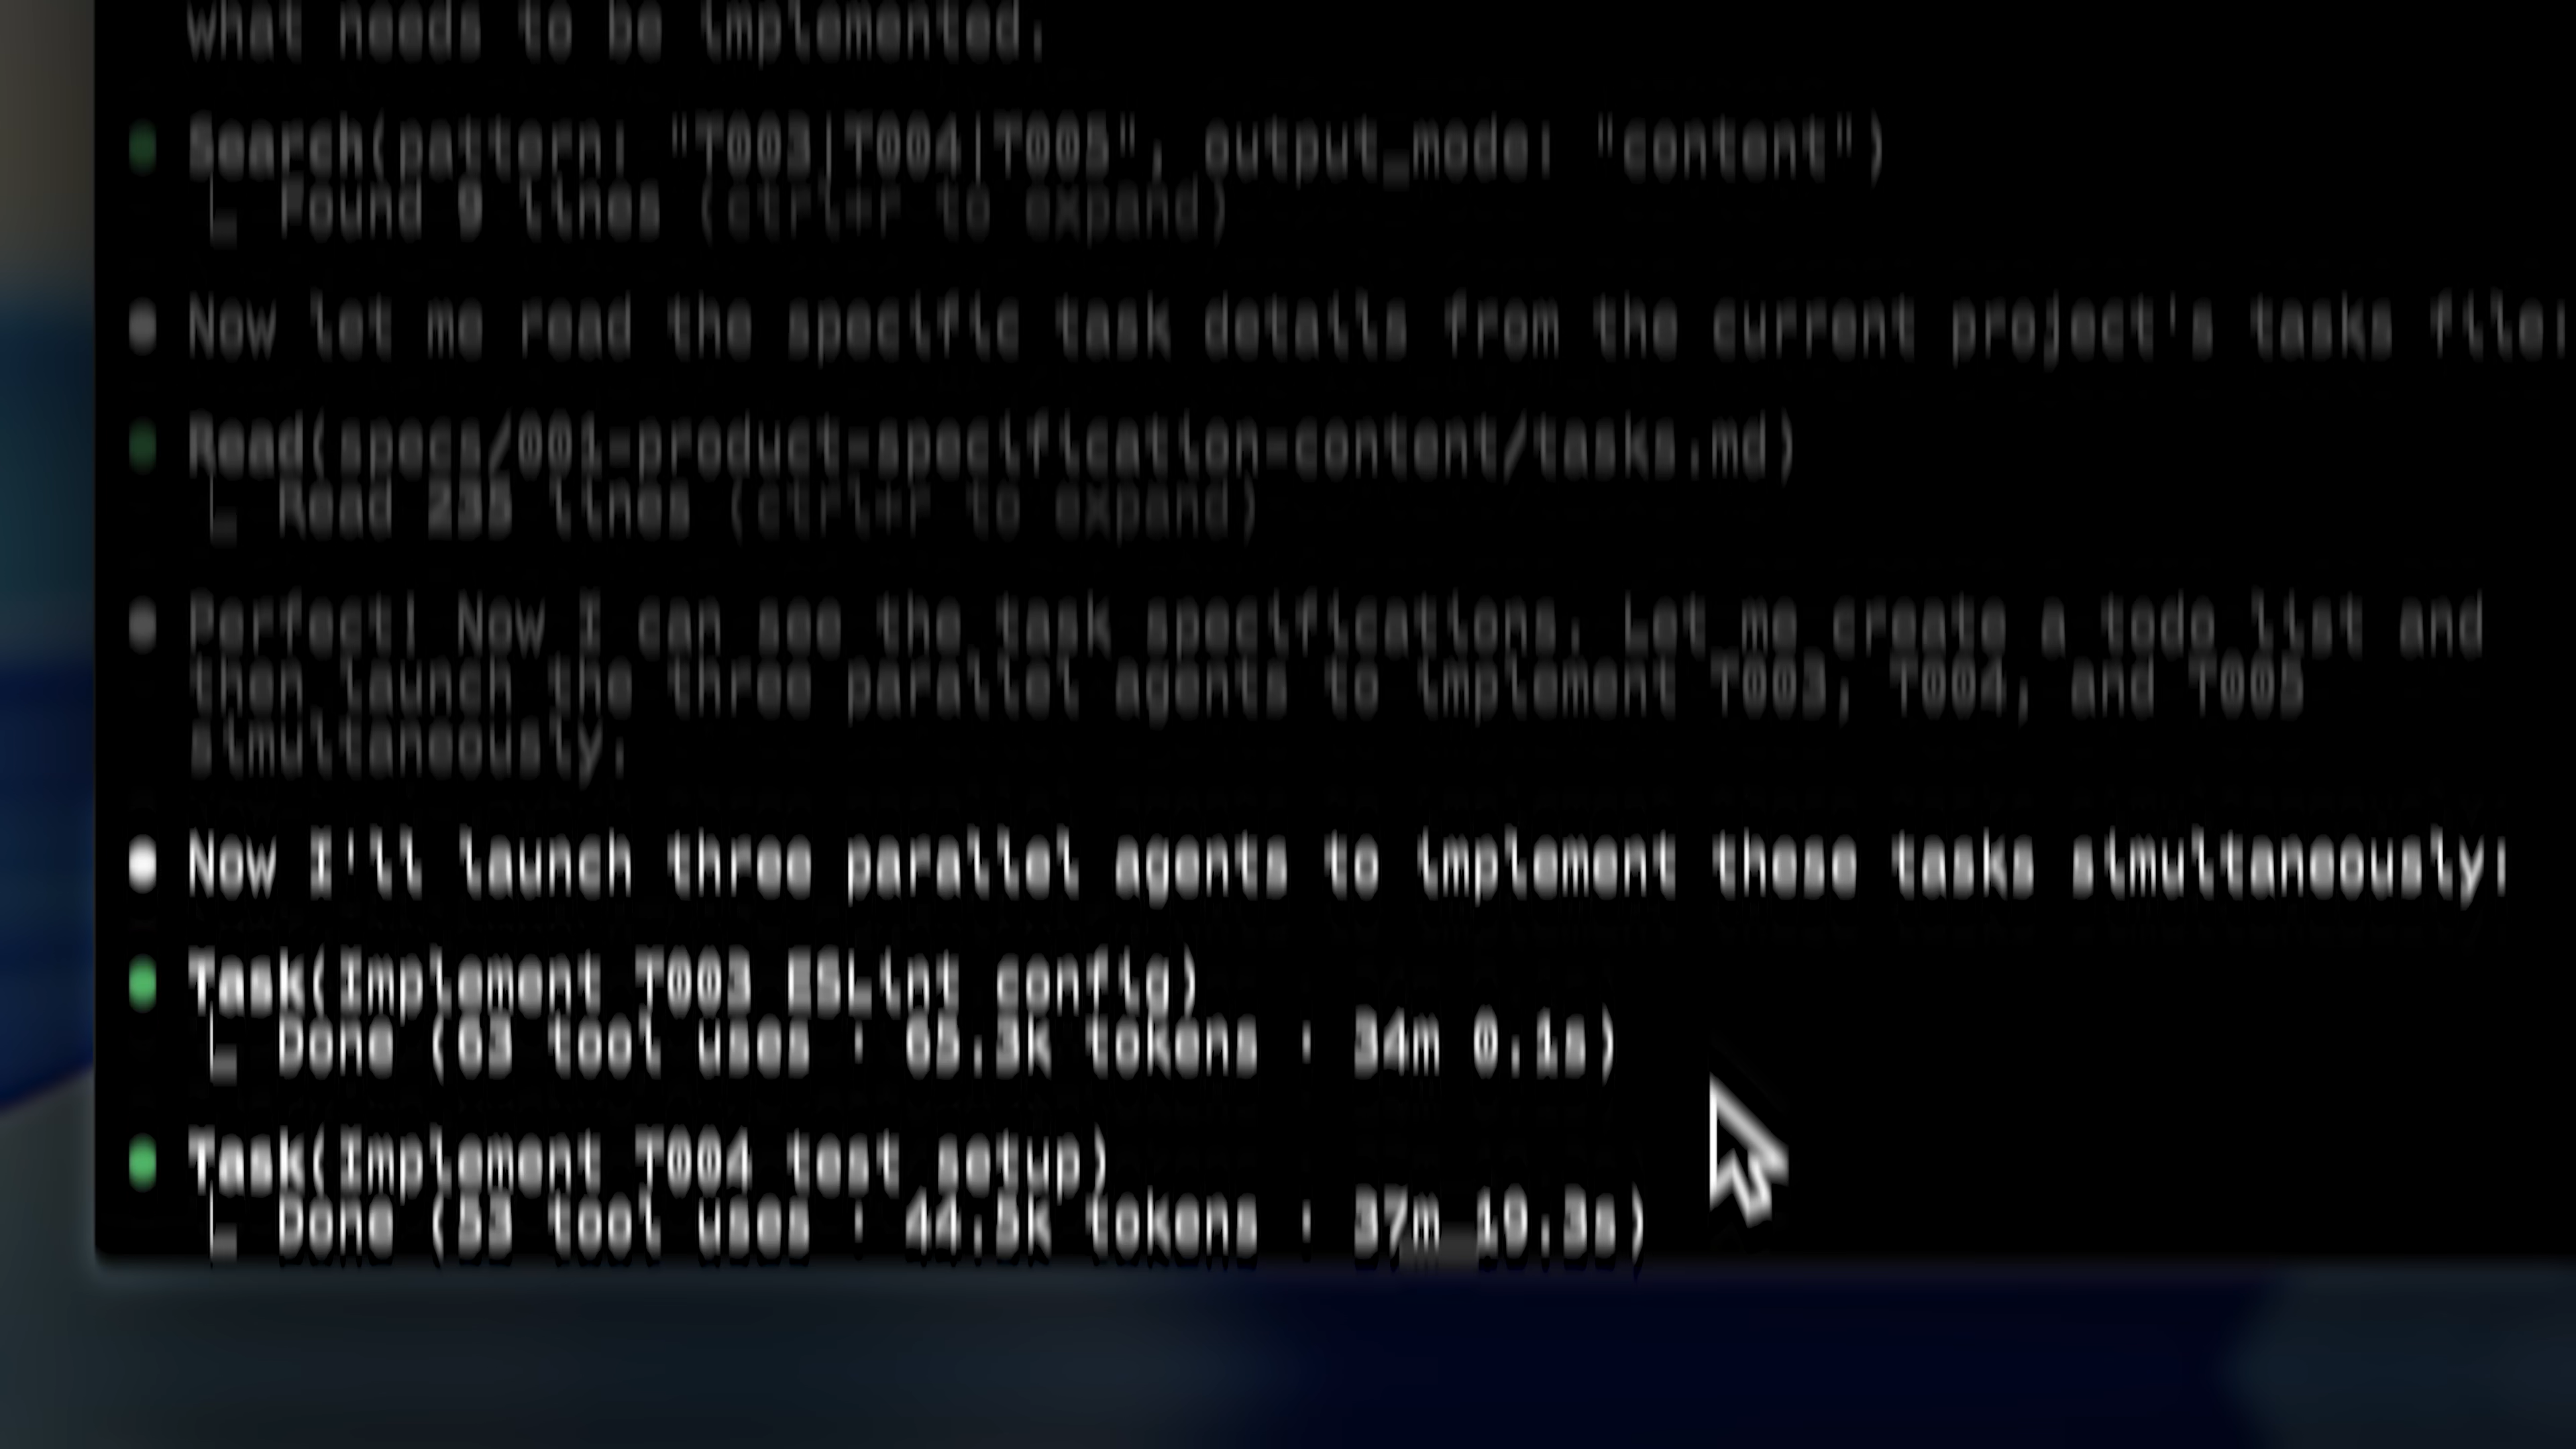 what needs to be implemented.
● Search(pattern: "T003|T004|T005", output_mode: "content")
⎿ Found 9 lines (ctrl+r to expand)
● Now let me read the specific task details from the current project's tasks file:
● Read(specs/001-product-specification-content/tasks.md)
⎿ Read 235 lines (ctrl+r to expand)
● Perfect! Now I can see the task specifications. Let me create a todo list and
then launch the three parallel agents to implement T003, T004, and T005
simultaneously.
● Now I'll launch three parallel agents to implement these tasks simultaneously:
● Task(Implement T003 ESLint config)
⎿ Done (63 tool uses · 65.3k tokens · 34m 0.1s)
● Task(Implement T004 test setup)
⎿ Done (53 tool uses · 44.5k tokens · 37m 19.3s)